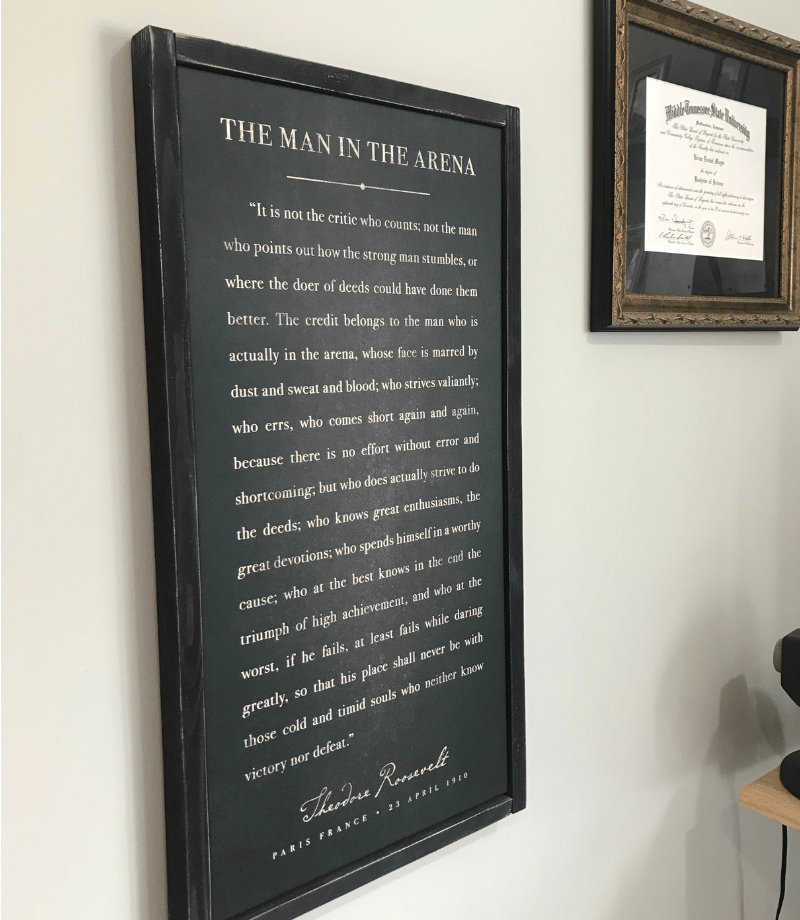 THE MAN IN THE ARENA
“It is not the critic who counts; not the man
who points out how the strong man stumbles, or
where the doer of deeds could have done them
better. The credit belongs to the man who is
actually in the arena, whose face is marred by
dust and sweat and blood; who strives valiantly;
who errs, who comes short again and again,
because there is no effort without error and
shortcoming; but who does actually strive to do
the deeds; who knows great enthusiasms, the
great devotions; who spends himself in a worthy
cause; who at the best knows in the end the
triumph of high achievement, and who at the
worst, if he fails, at least fails while daring
greatly, so that his place shall never be with
those cold and timid souls who neither know
victory nor defeat.”
Theodore Roosevelt
PARIS FRANCE • 23 APRIL 1910
Middle Tennessee State University
Bachelor of Science